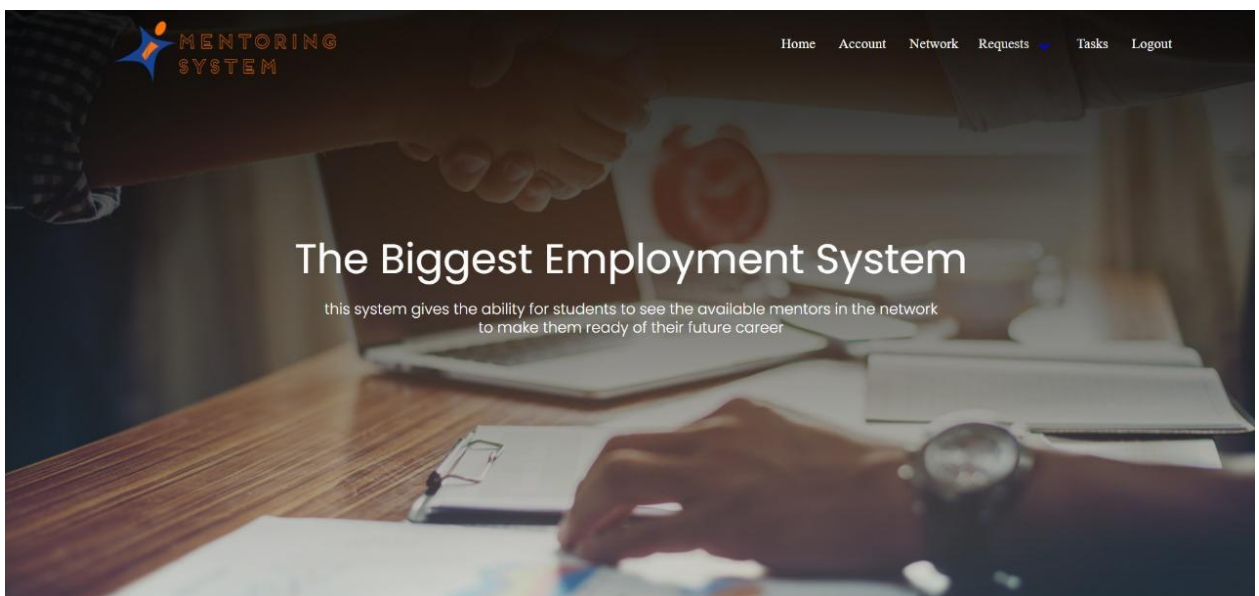 MENTORING
SYSTEM
Home Account Network Requests Tasks Logout
The Biggest Employment System
this system gives the ability for students to see the available mentors in the network
to make them ready of their future career